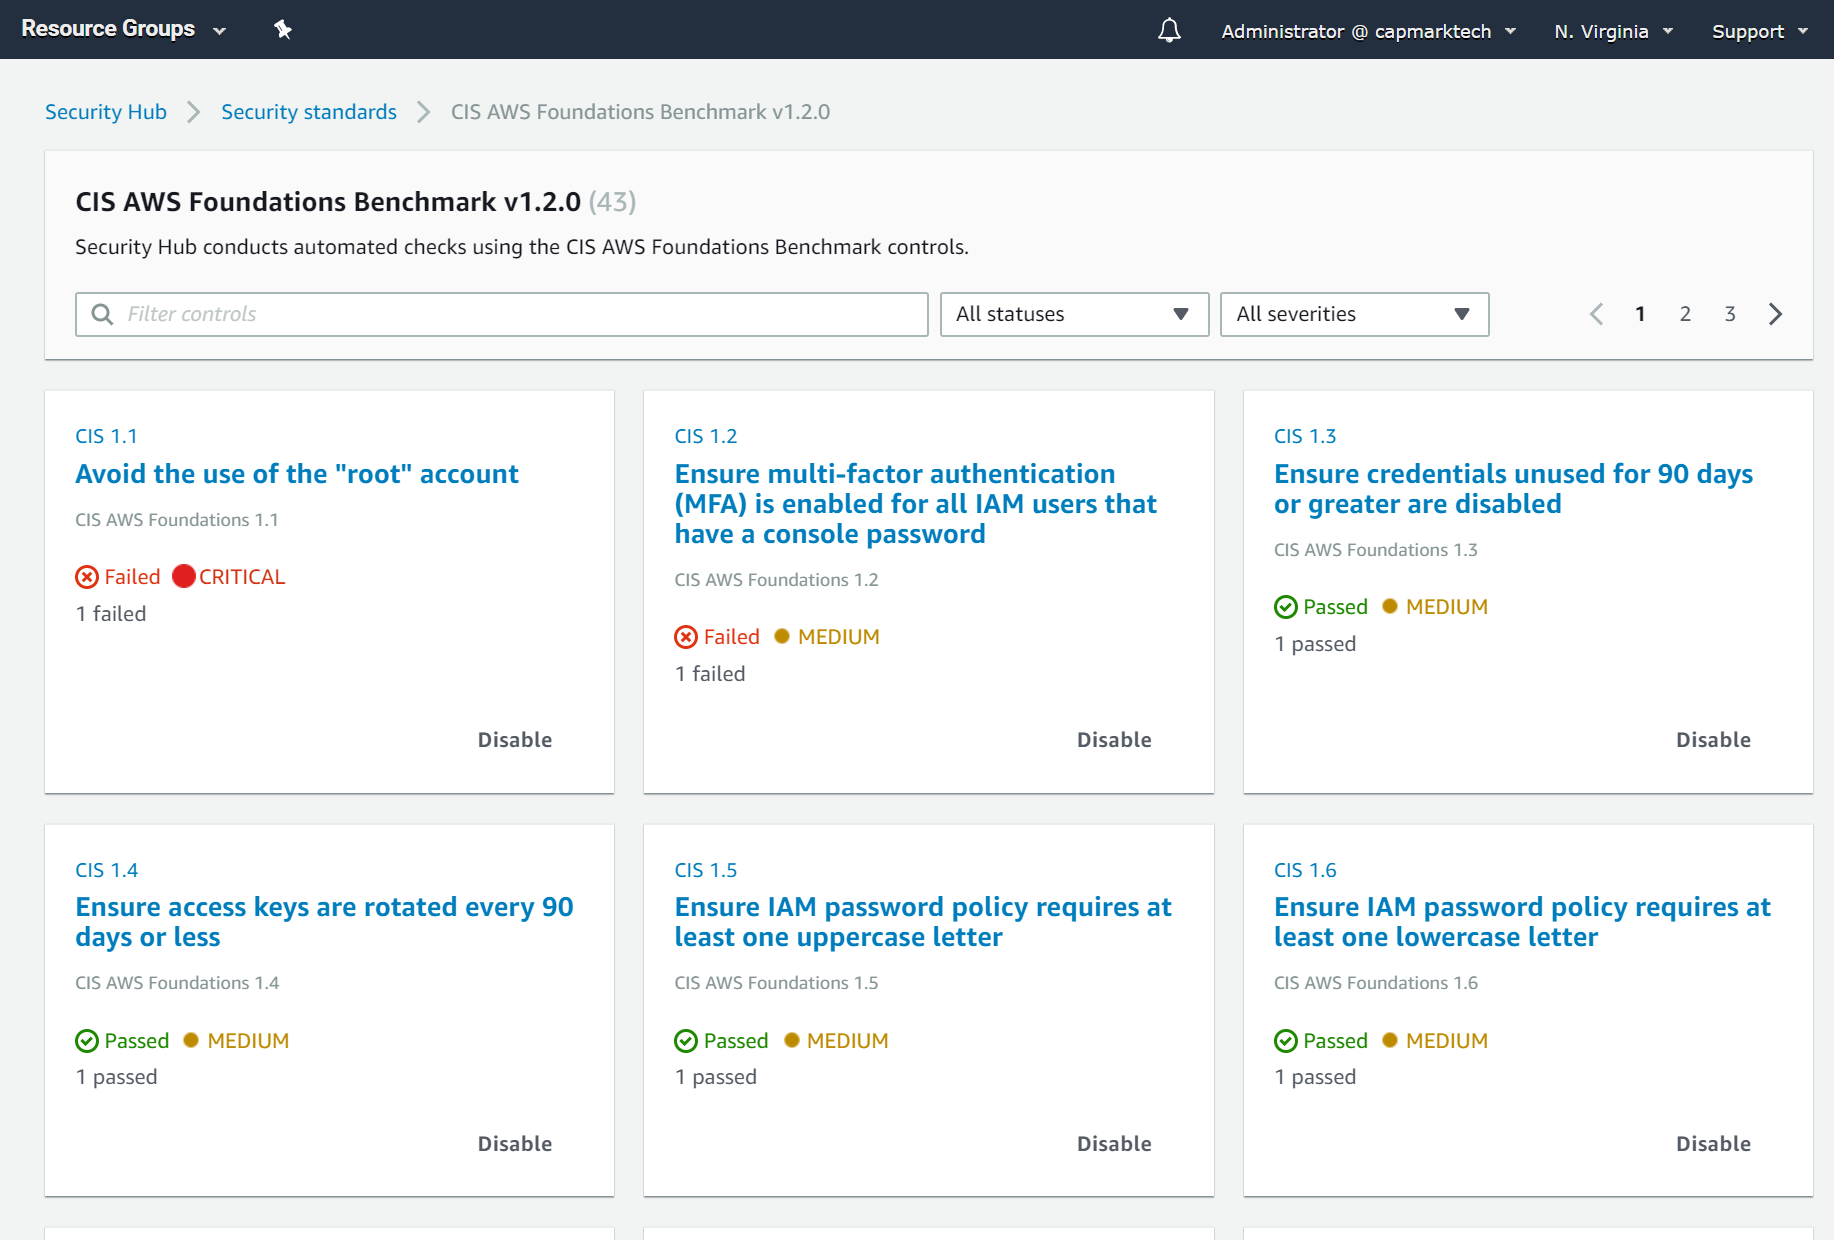 Resource Groups
Administrator @ capmarktech
N. Virginia
Support
Security Hub
Security standards
CIS AWS Foundations Benchmark v1.2.0
CIS AWS Foundations Benchmark v1.2.0 (43)
Security Hub conducts automated checks using the CIS AWS Foundations Benchmark controls.
Filter controls
All statuses
All severities
1 2 3
CIS 1.1
Avoid the use of the "root" account
CIS AWS Foundations 1.1
Failed CRITICAL
1 failed
Disable
CIS 1.2
Ensure multi-factor authentication
(MFA) is enabled for all IAM users that
have a console password
CIS AWS Foundations 1.2
Failed MEDIUM
1 failed
Disable
CIS 1.3
Ensure credentials unused for 90 days
or greater are disabled
CIS AWS Foundations 1.3
Passed MEDIUM
1 passed
Disable
CIS 1.4
Ensure access keys are rotated every 90
days or less
CIS AWS Foundations 1.4
Passed MEDIUM
1 passed
Disable
CIS 1.5
Ensure IAM password policy requires at
least one uppercase letter
CIS AWS Foundations 1.5
Passed MEDIUM
1 passed
Disable
CIS 1.6
Ensure IAM password policy requires at
least one lowercase letter
CIS AWS Foundations 1.6
Passed MEDIUM
1 passed
Disable